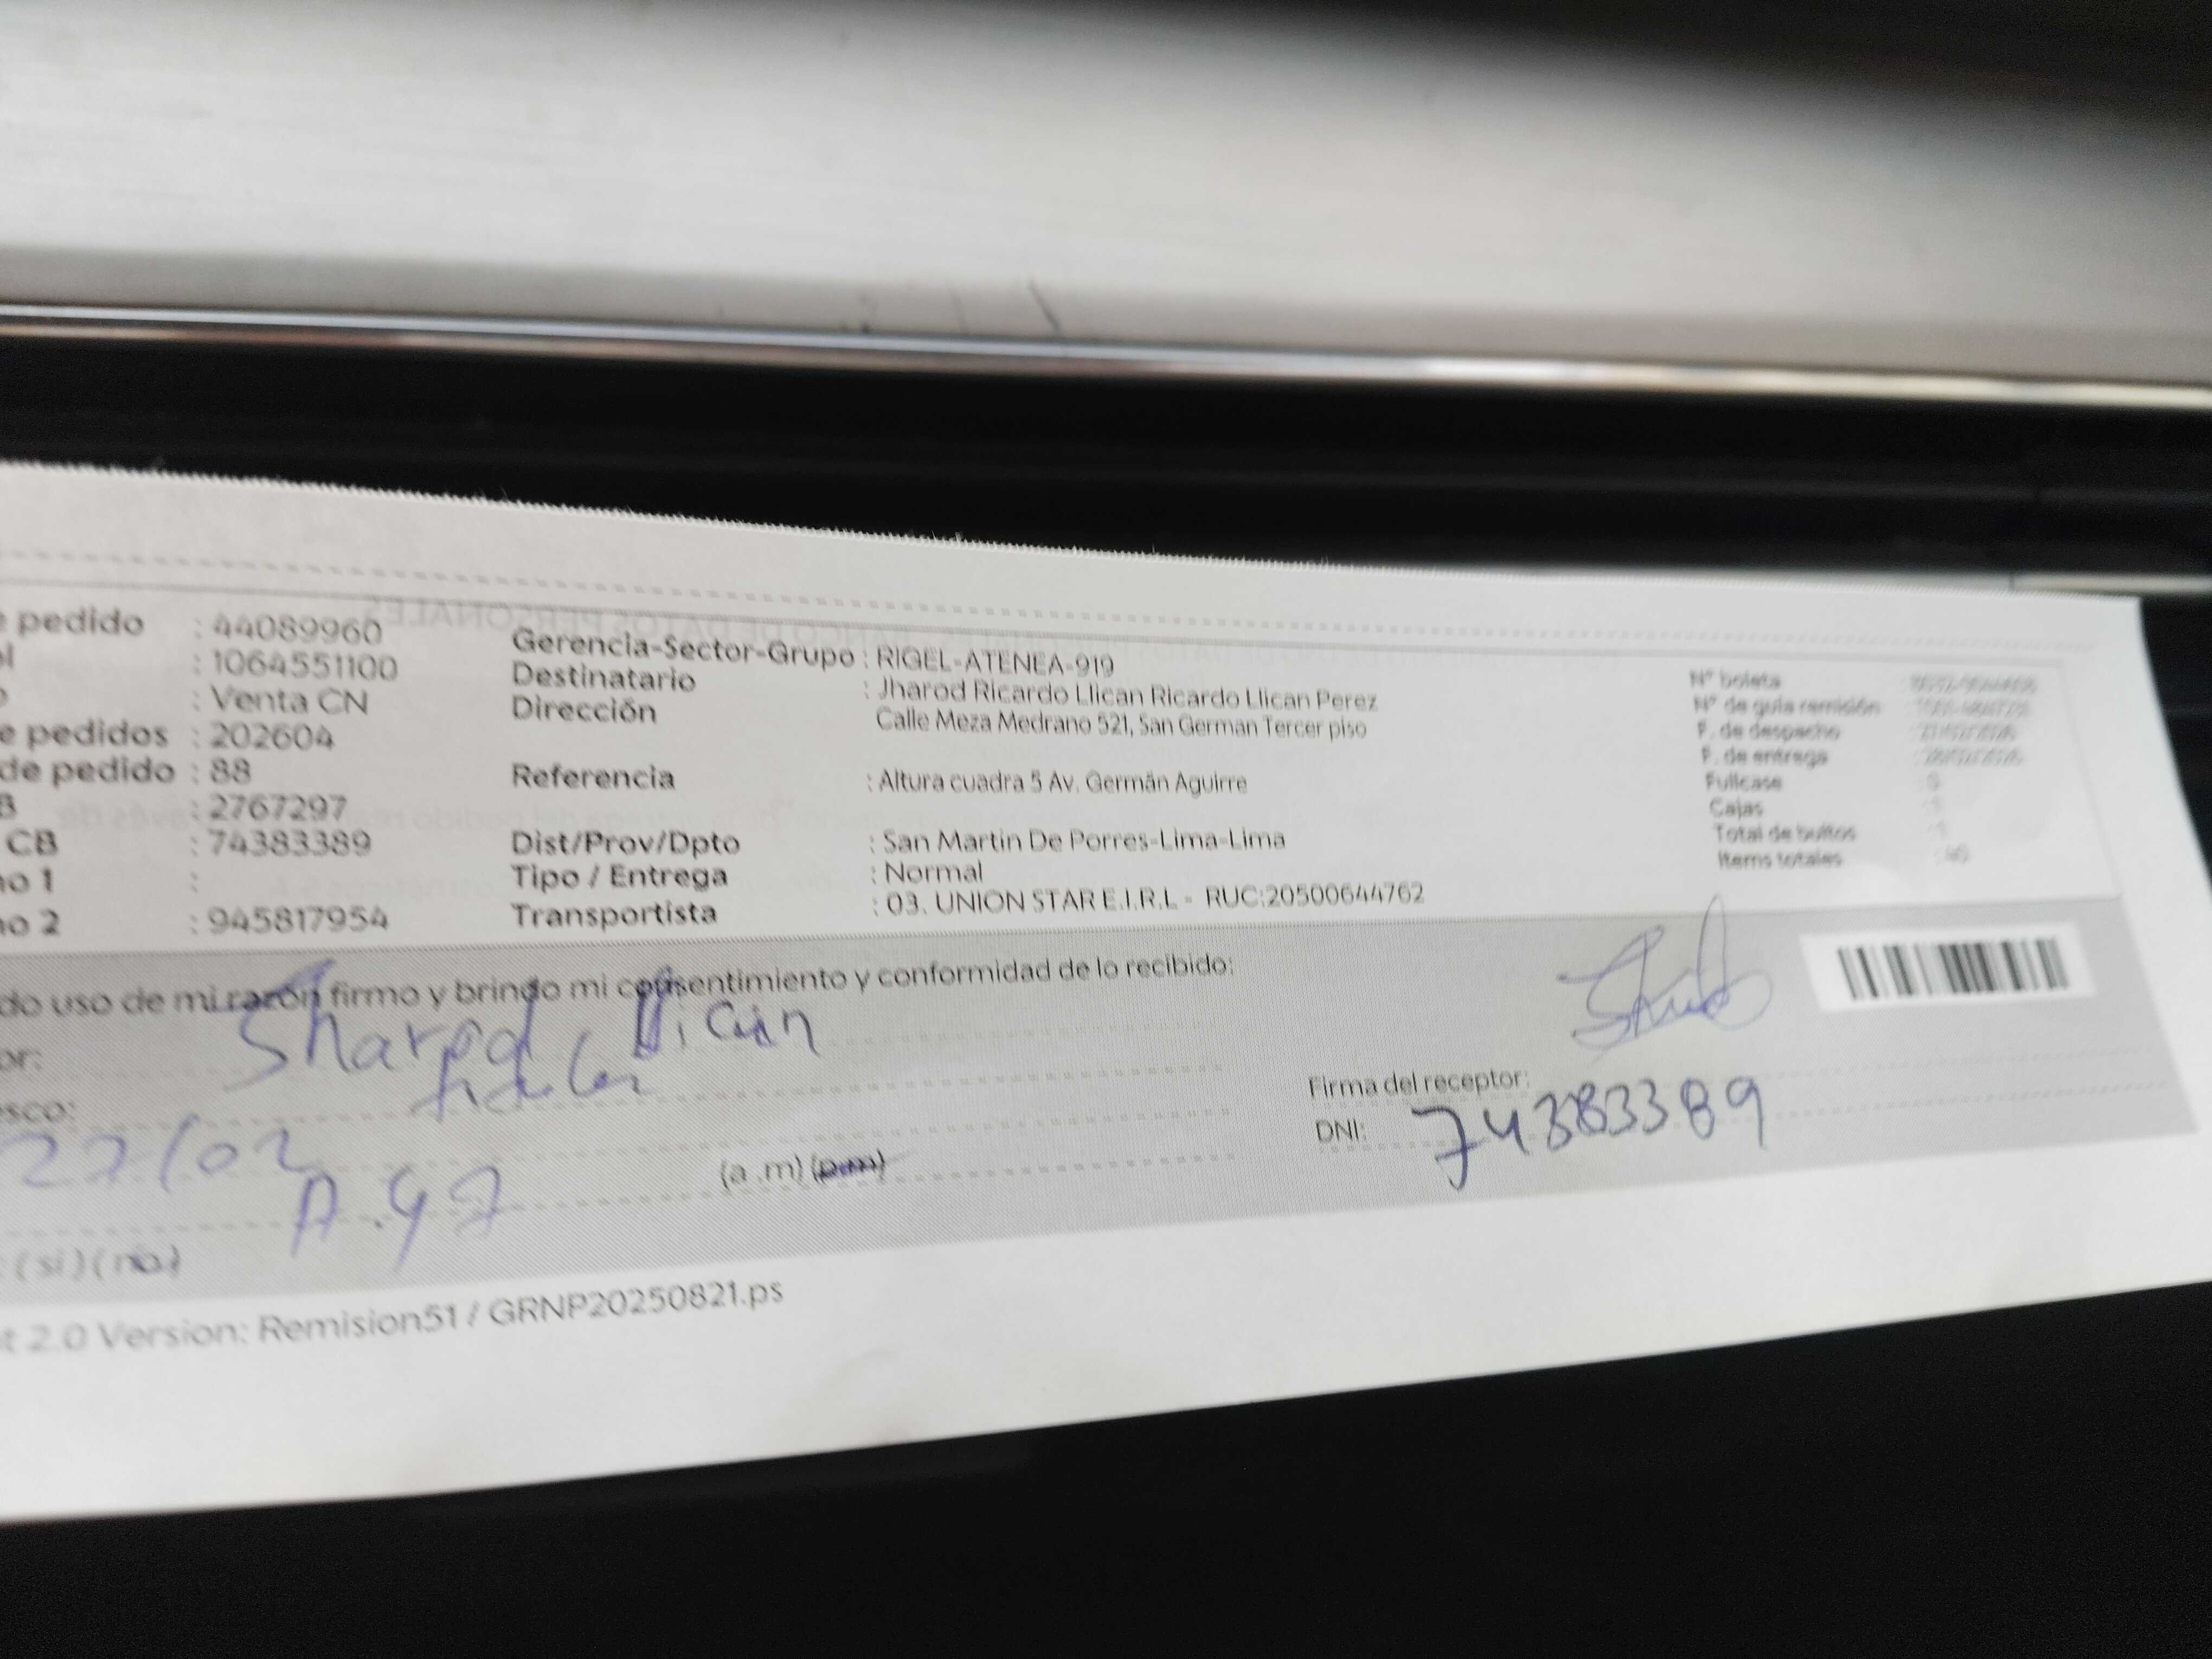 e pedido : 44089960
l : 1064551100
o : Venta CN
e pedidos : 202604
de pedido : 88
B : 2767297
CB : 74383389
no 1 :
no 2 : 945817954
Gerencia-Sector-Grupo : RIGEL-ATENEA-919
Destinatario : Jharod Ricardo Llican Ricardo Llican Perez
Dirección Calle Meza Medrano 521, San German Tercer piso
Referencia : Altura cuadra 5 Av. Germán Aguirre
Dist/Prov/Dpto : San Martin De Porres-Lima-Lima
Tipo / Entrega : Normal
Transportista : 03. UNION STAR E.I.R.L - RUC:20500644762
N° boleta
N° de guía remisión
F. de despacho
F. de entrega
Fullcase
Cajas
Total de bultos
Items totales
do uso de mi razón firmo y brindo mi consentimiento y conformidad de lo recibido:
or: Llican
sco:
27/02
(a .m) (p.m)
: (si) (no)
Firma del receptor:
DNI: 74383389
t 2.0 Version: Remision51 / GRNP20250821.ps